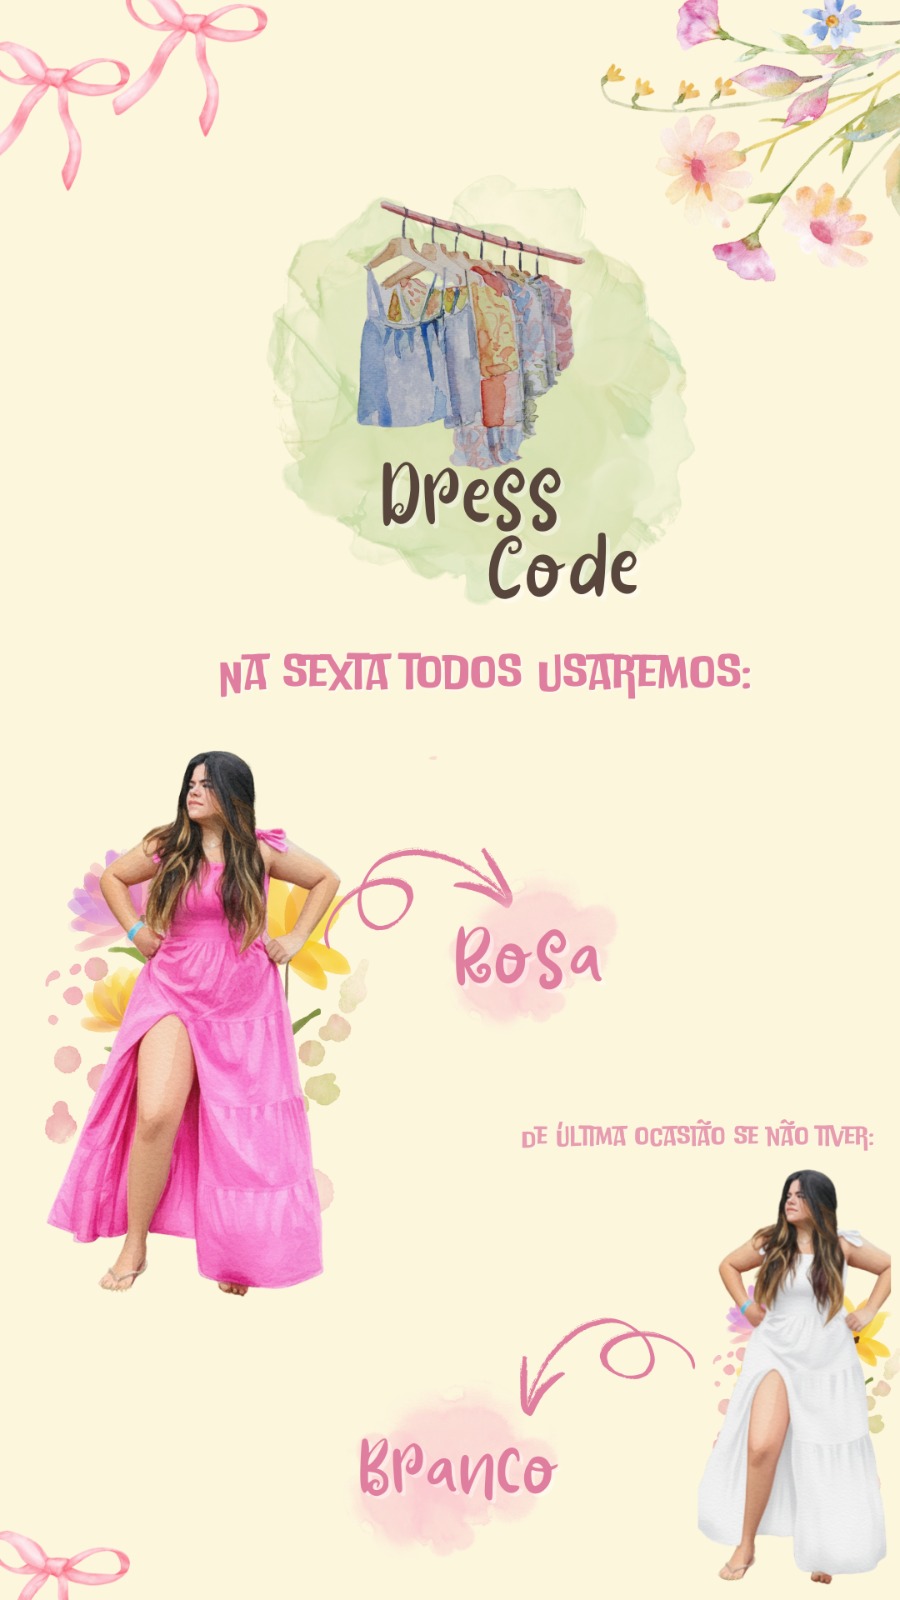 Dress
Code
NA SEXTA TODOS USAREMOS:
Rosa
DE ÚLTIMA OCASIÃO SE NÃO TIVER:
Branco